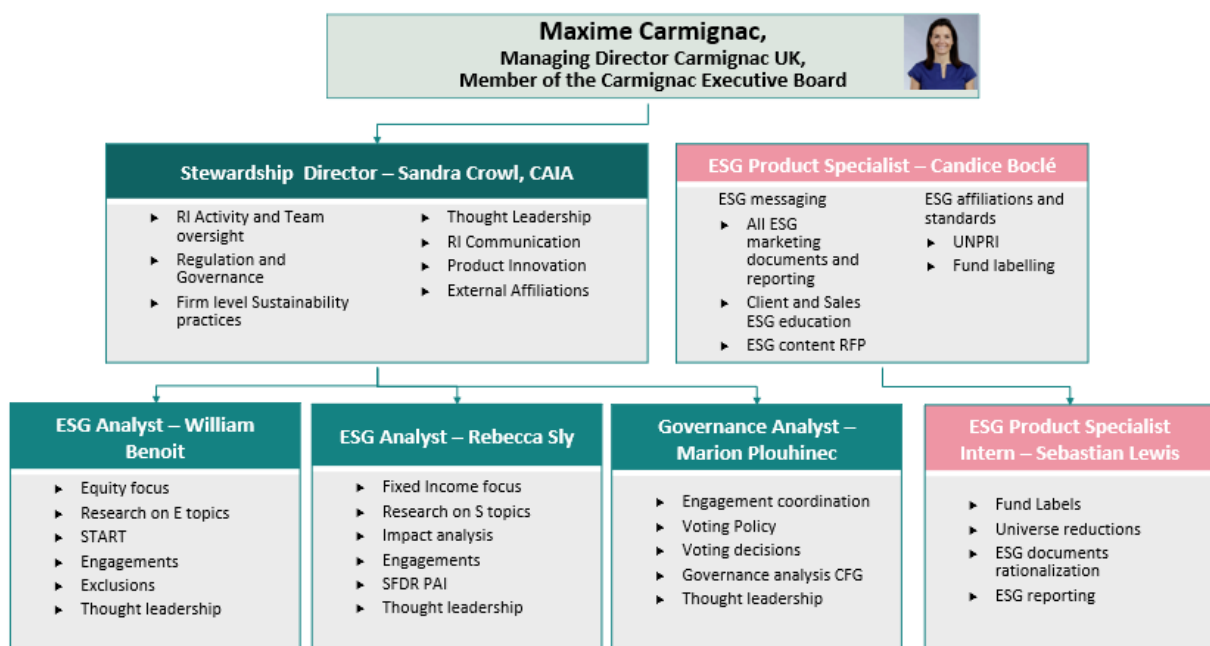 Maxime Carmignac,
Managing Director Carmignac UK,
Member of the Carmignac Executive Board
Stewardship Director – Sandra Crowl, CAIA
RI Activity and Team
oversight
Regulation and
Governance
Firm level Sustainability
practices
Thought Leadership
RI Communication
Product Innovation
External Affiliations
ESG Product Specialist – Candice Boclé
ESG messaging
All ESG
marketing
documents and
reporting
Client and Sales
ESG education
ESG content RFP
ESG affiliations and
standards
UNPRI
Fund labelling
ESG Analyst – William
Benoit
Equity focus
Research on E topics
START
Engagements
Exclusions
Thought leadership
ESG Analyst – Rebecca Sly
Fixed Income focus
Research on S topics
Impact analysis
Engagements
SFDR PAI
Thought leadership
Governance Analyst –
Marion Plouhinec
Engagement coordination
Voting Policy
Voting decisions
Governance analysis CFG
Thought leadership
ESG Product Specialist
Intern – Sebastian Lewis
Fund Labels
Universe reductions
ESG documents
rationalization
ESG reporting